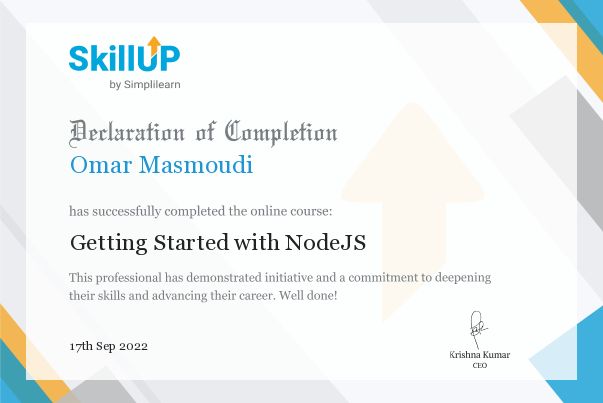 SkillUP
by Simplilearn
Declaration of Completion
Omar Masmoudi
has successfully completed the online course:
Getting Started with NodeJS
This professional has demonstrated initiative and a commitment to deepening
their skills and advancing their career. Well done!
17th Sep 2022
Krishna Kumar
CEO